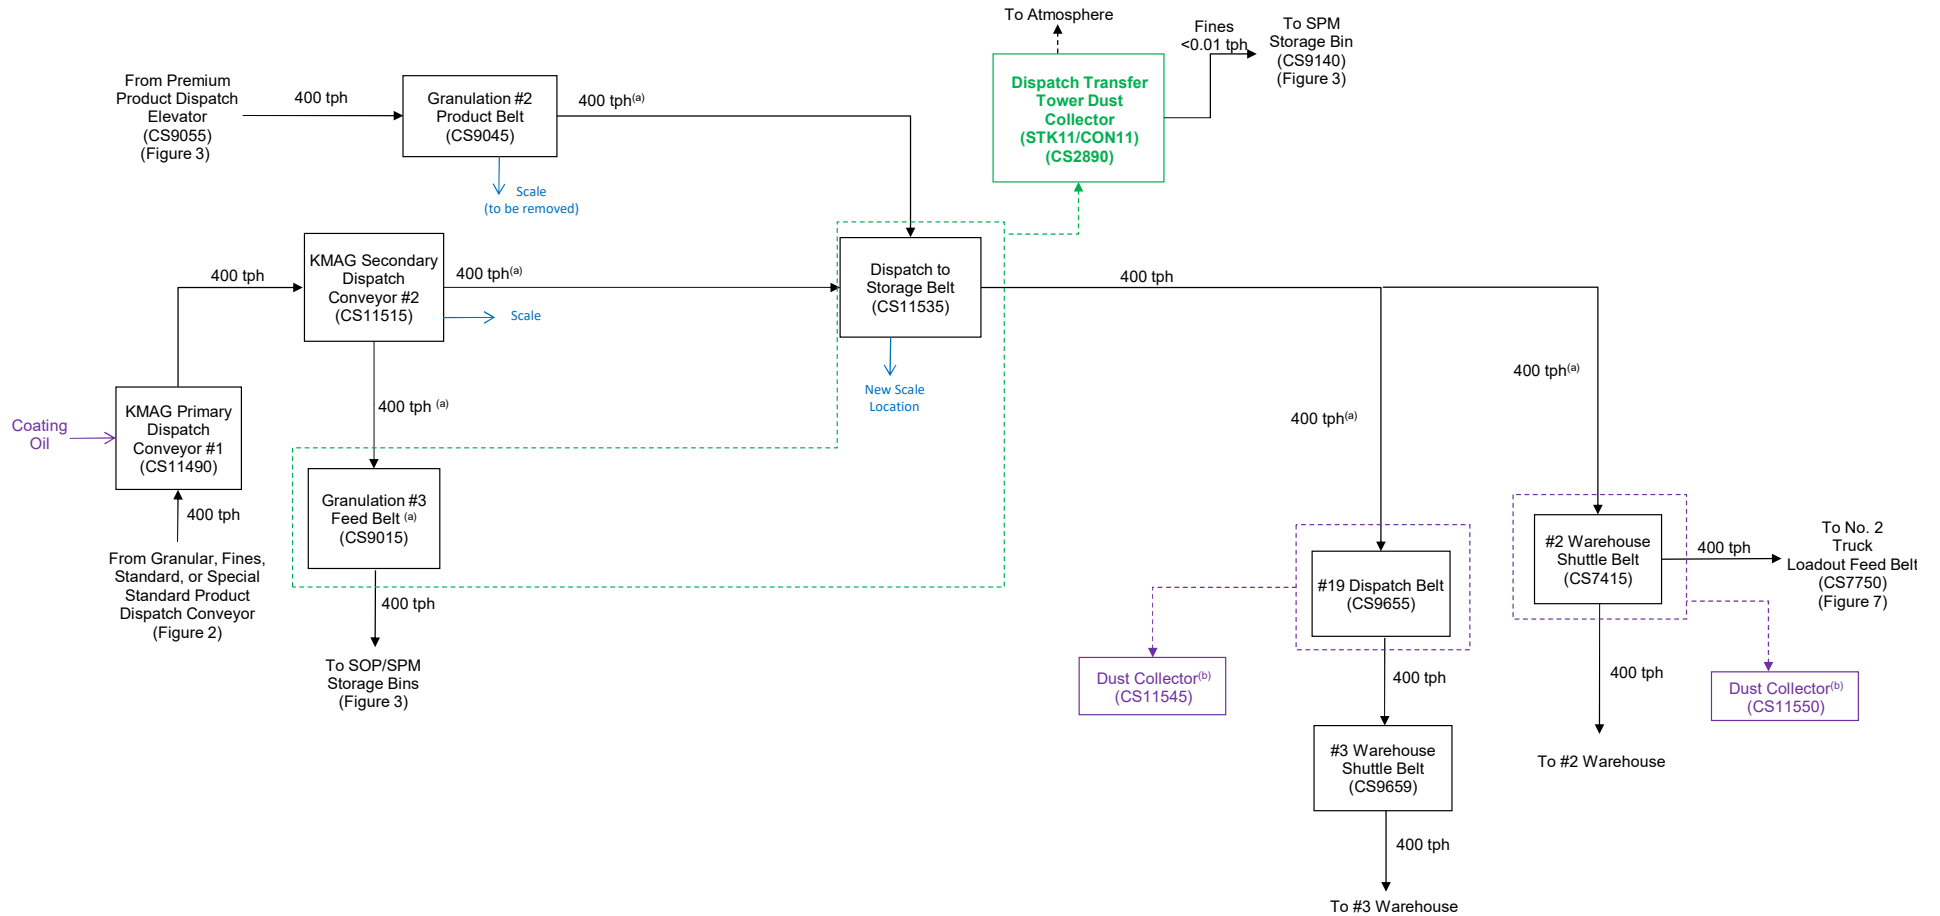 To Atmosphere
Fines
<0.01 tph
To SPM
Storage Bin
(CS9140)
(Figure 3)
From Premium
Product Dispatch
Elevator
(CS9055)
(Figure 3)
400 tph
Granulation #2
Product Belt
(CS9045)
400 tph(a)
Scale
(to be removed)
Dispatch Transfer
Tower Dust
Collector
(STK11/CON11)
(CS2890)
400 tph
KMAG Secondary
Dispatch
Conveyor #2
(CS11515)
400 tph(a)
Scale
Dispatch to
Storage Belt
(CS11535)
400 tph
New Scale
Location
400 tph(a)
400 tph(a)
Coating
Oil
KMAG Primary
Dispatch
Conveyor #1
(CS11490)
400 tph (a)
400 tph
From Granular, Fines,
Standard, or Special
Standard Product
Dispatch Conveyor
(Figure 2)
Granulation #3
Feed Belt (a)
(CS9015)
400 tph
To SOP/SPM
Storage Bins
(Figure 3)
#19 Dispatch Belt
(CS9655)
Dust Collector(b)
(CS11545)
400 tph
#3 Warehouse
Shuttle Belt
(CS9659)
400 tph
To #3 Warehouse
#2 Warehouse
Shuttle Belt
(CS7415)
400 tph
To No. 2
Truck
Loadout Feed Belt
(CS7750)
(Figure 7)
400 tph
Dust Collector(b)
(CS11550)
To #2 Warehouse